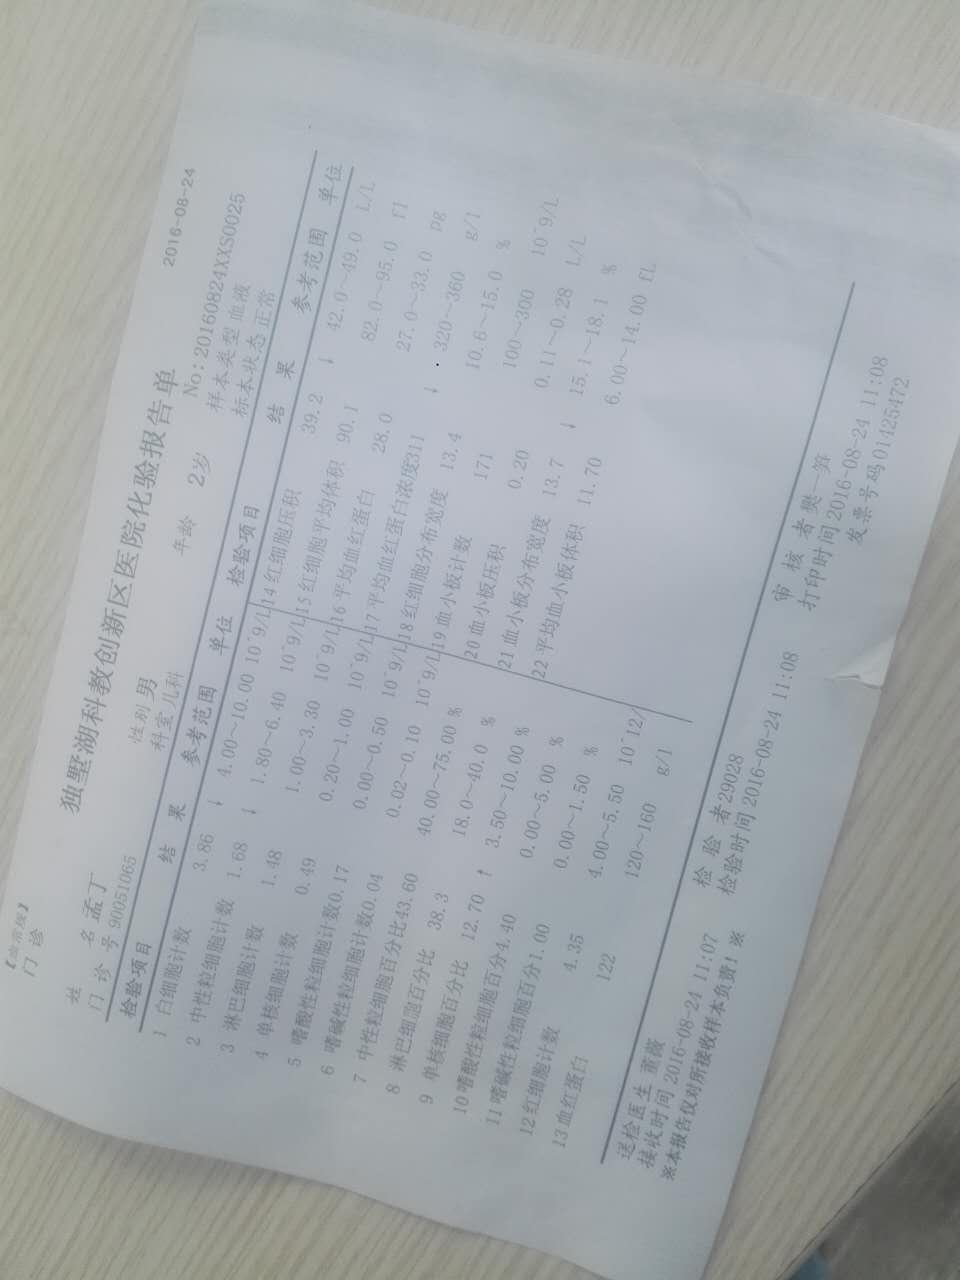 【血常规】
门诊
独墅湖科教创新区医院化验报告单
2016-08-24
姓 名 孟丁 性别 男 年龄 2岁 No:20160824XXS0025
门 诊 号 90051065 科室 儿科 样本类型 血液
标本状态 正常
检验项目 结 果 参考范围 单位 检验项目 结 果 参考范围 单位
1 白细胞计数 3.86 ↓ 4.00~10.00 10^9/L 14 红细胞压积 39.2 ↓ 42.0~49.0 L/L
2 中性粒细胞计数 1.68 ↓ 1.80~6.40 10^9/L 15 红细胞平均体积 90.1 82.0~95.0 fl
3 淋巴细胞计数 1.48 1.00~3.30 10^9/L 16 平均血红蛋白 28.0 27.0~33.0 pg
4 单核细胞计数 0.49 0.20~1.00 10^9/L 17 平均血红蛋白浓度 311 ↓ 320~360 g/l
5 嗜酸性粒细胞计数 0.17 0.00~0.50 10^9/L 18 红细胞分布宽度 13.4 10.6~15.0 %
6 嗜碱性粒细胞计数 0.04 0.02~0.10 10^9/L 19 血小板计数 171 100~300 10^9/L
7 中性粒细胞百分比 43.60 40.00~75.00 % 20 血小板压积 0.20 0.11~0.28 L/L
8 淋巴细胞百分比 38.3 18.0~40.0 % 21 血小板分布宽度 13.7 ↓ 15.1~18.1 %
9 单核细胞百分比 12.70 ↑ 3.50~10.00 % 22 平均血小板体积 11.70 6.00~14.00 fL
10 嗜酸性粒细胞百分 4.40 0.00~5.00 %
11 嗜碱性粒细胞百分 1.00 0.00~1.50 %
12 红细胞计数 4.35 4.00~5.50 10^12/
13 血红蛋白 122 120~160 g/l
送检医生 董薇 检 验 者 29028 审 核 者 樊一笋
接收时间 2016-08-24 11:07 检验时间 2016-08-24 11:08 打印时间 2016-08-24 11:08
※本报告仅对所接收样本负责！※ 发票号码 01425472